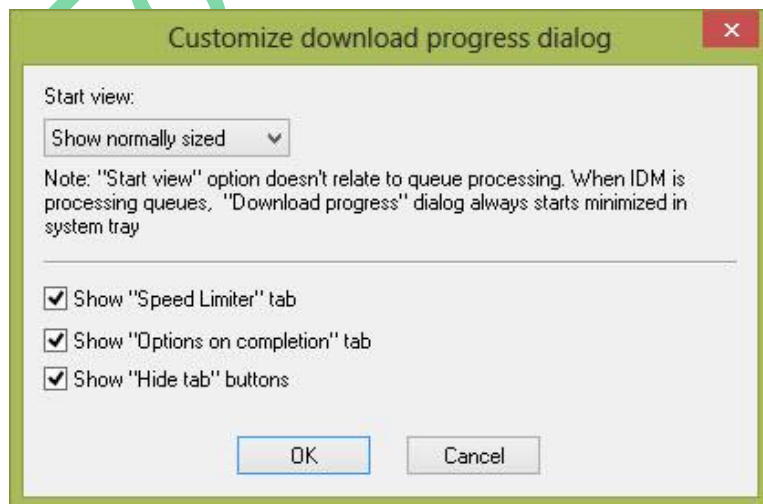 Customize download progress dialog
Start view:
Show normally sized
Note: "Start view" option doesn't relate to queue processing. When IDM is
processing queues,  "Download progress" dialog always starts minimized in
system tray
Show "Speed Limiter" tab
Show "Options on completion" tab
Show "Hide tab" buttons
OK
Cancel